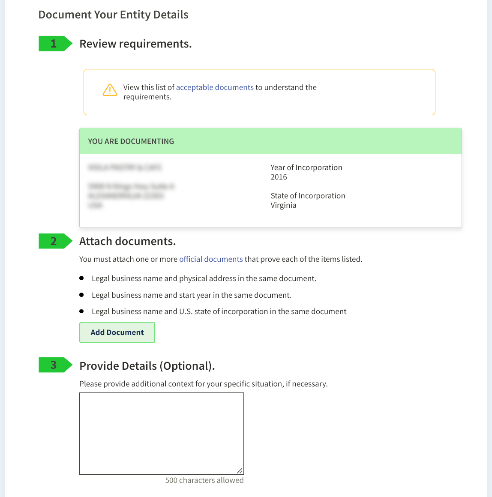 Document Your Entity Details
1
Review requirements.
View this list of acceptable documents to understand the
requirements.
YOU ARE DOCUMENTING
Year of Incorporation
2016
State of Incorporation
Virginia
2
Attach documents.
You must attach one or more official documents that prove each of the items listed.
Legal business name and physical address in the same document.
Legal business name and start year in the same document.
Legal business name and U.S. state of incorporation in the same document
Add Document
3
Provide Details (Optional).
Please provide additional context for your specific situation, if necessary.
500 characters allowed